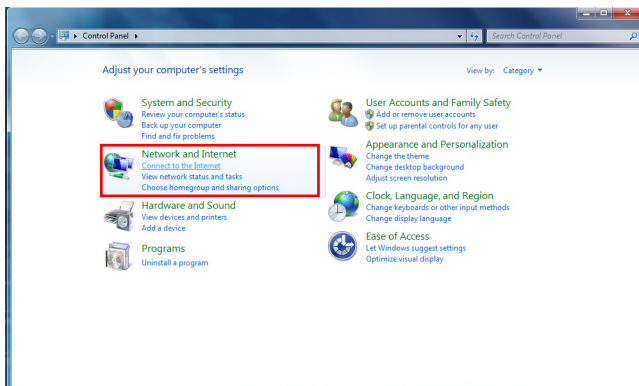 Control Panel
Search Control Panel
Adjust your computer's settings
View by: Category
System and Security
Review your computer's status
Back up your computer
Find and fix problems
Network and Internet
Connect to the Internet
View network status and tasks
Choose homegroup and sharing options
Hardware and Sound
View devices and printers
Add a device
Programs
Uninstall a program
User Accounts and Family Safety
Add or remove user accounts
Set up parental controls for any user
Appearance and Personalization
Change the theme
Change desktop background
Adjust screen resolution
Clock, Language, and Region
Change keyboards or other input methods
Change display language
Ease of Access
Let Windows suggest settings
Optimize visual display